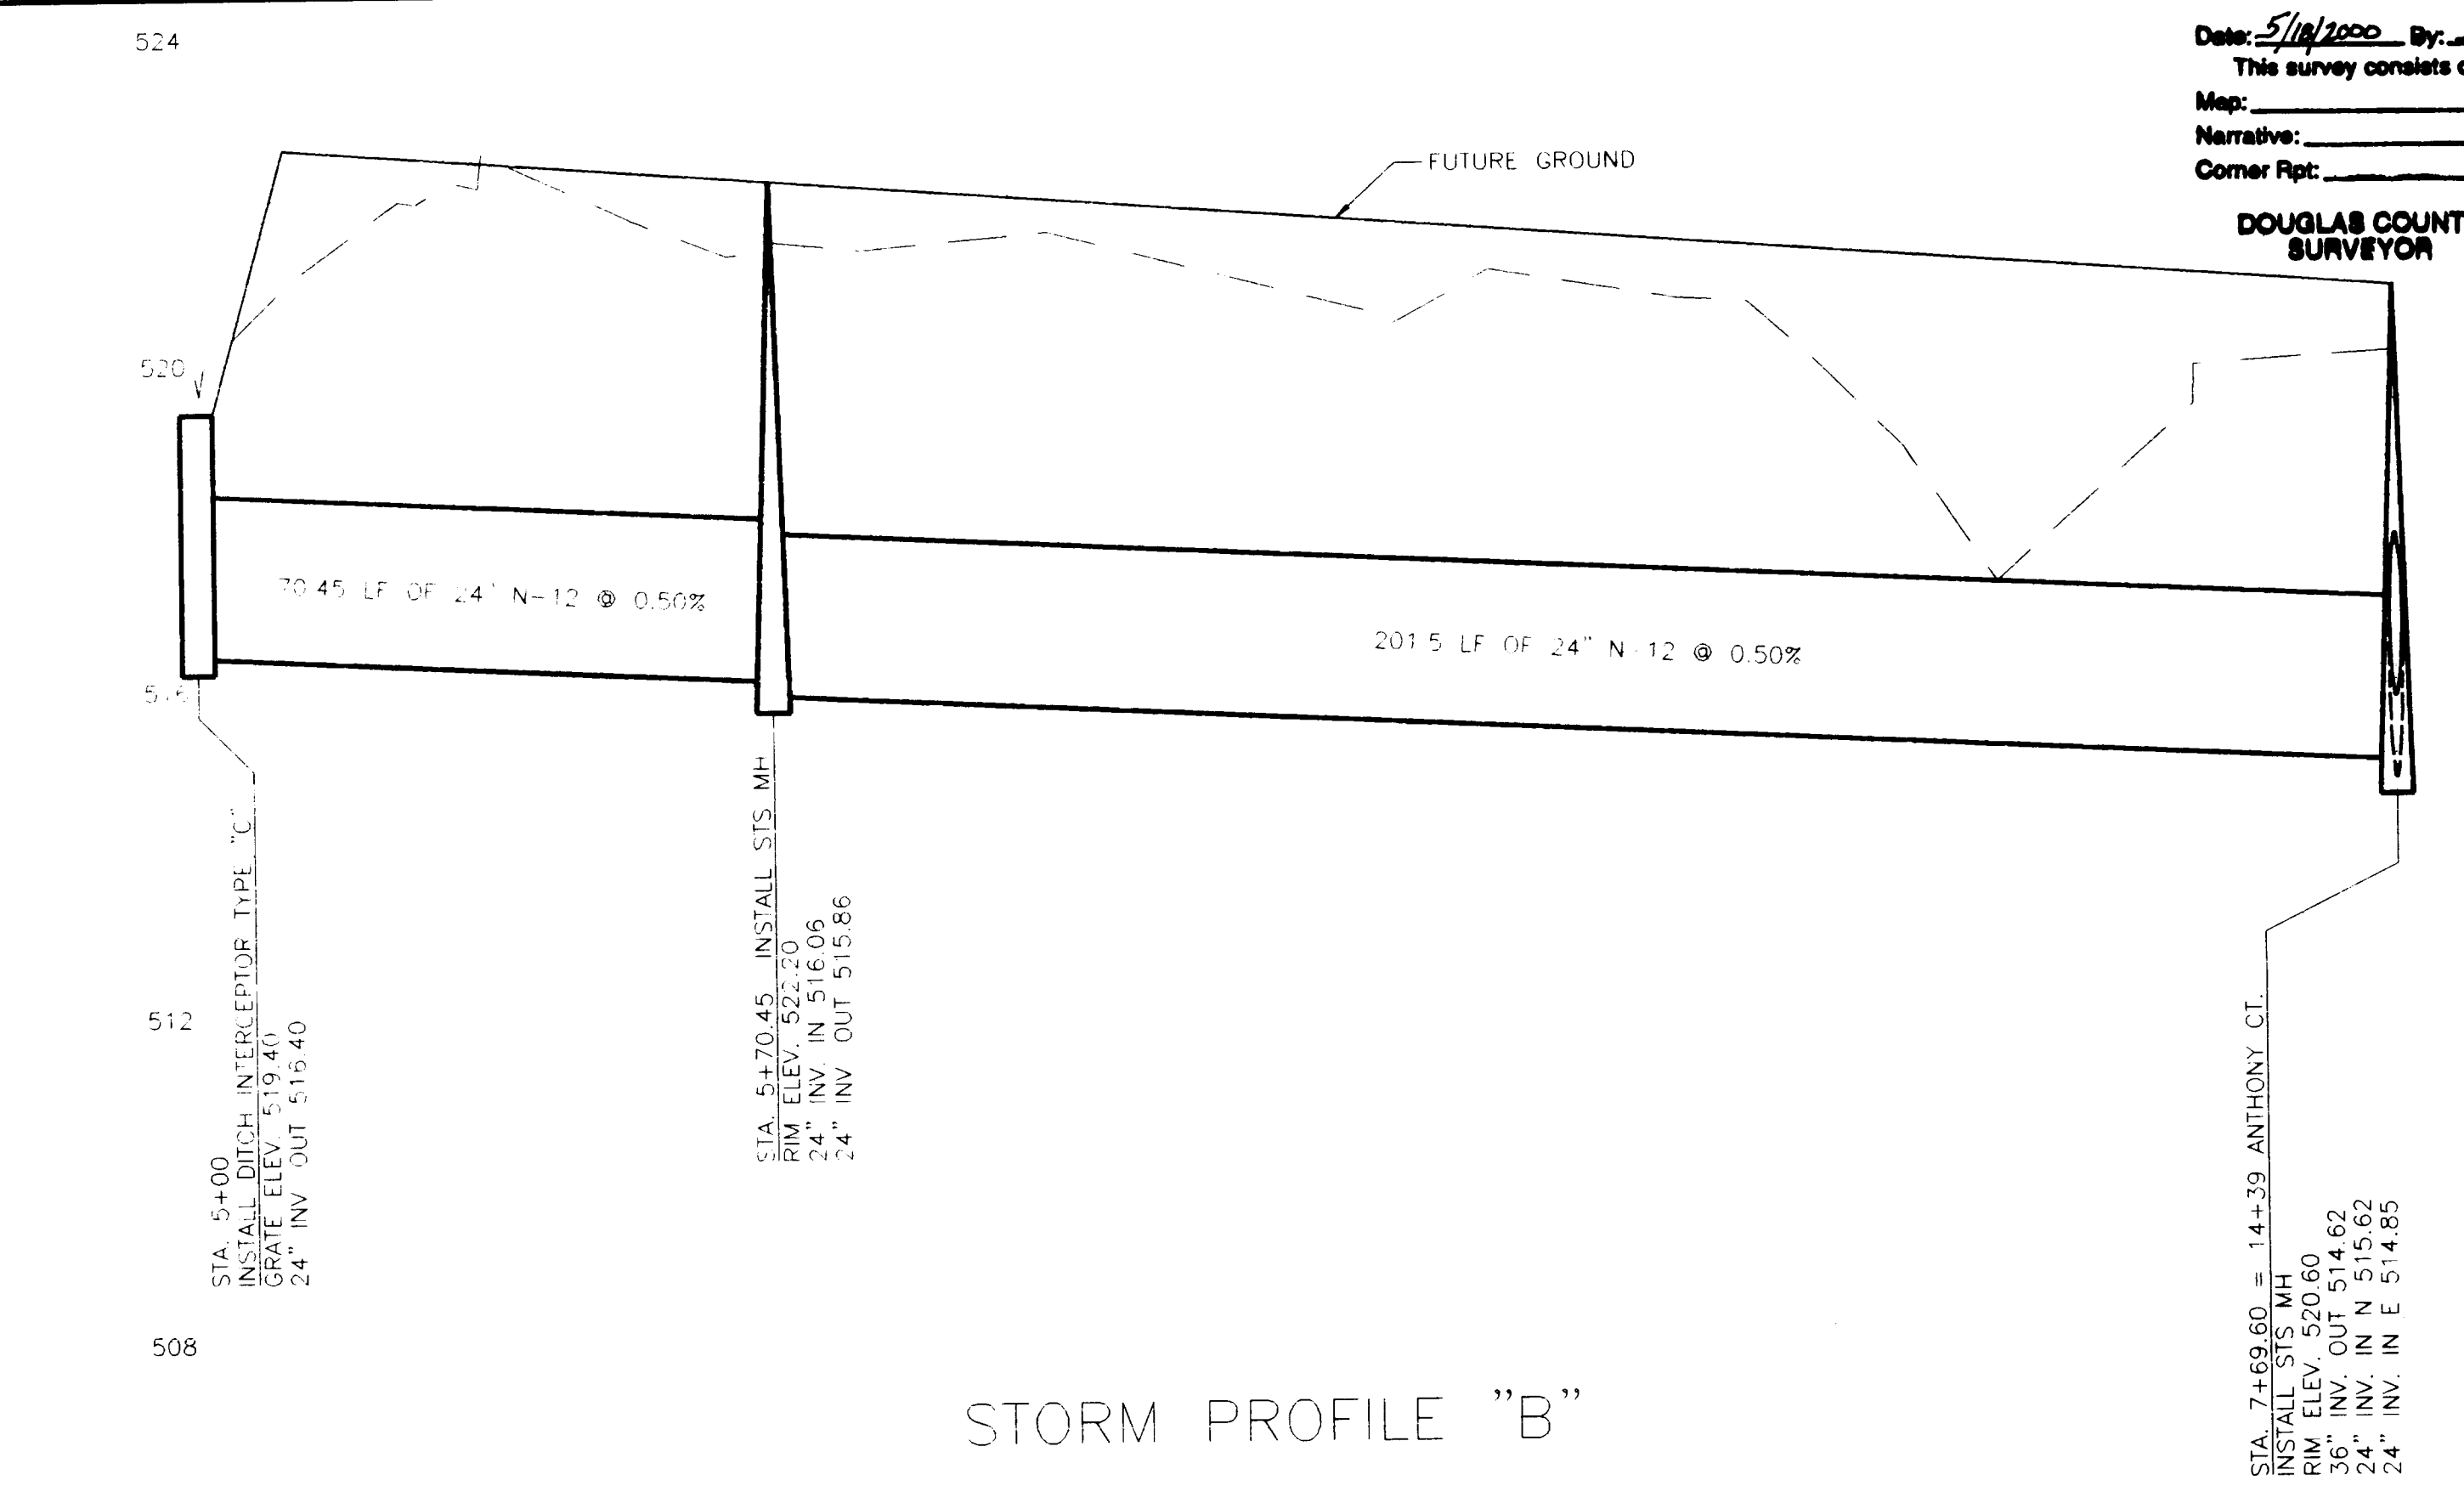 524
Date: 5/18/2000 By:
This survey consists
Map:
Narrative:
Corner Rpt:
DOUGLAS COUNT
SURVEYOR
FUTURE GROUND
520
70.45 LF OF 24" N-12 @ 0.50%
201.5 LF OF 24" N-12 @ 0.50%
516
STA. 5+00
INSTALL DITCH INTERCEPTOR TYPE "C"
GRATE ELEV. 519.40
24" INV OUT 516.40
STA. 5+70.45 INSTALL STS MH
RIM ELEV. 522.20
24" INV. IN 516.06
24" INV OUT 515.86
512
STA. 7+69.60 = 14+39 ANTHONY CT.
INSTALL STS MH
RIM ELEV. 520.60
36" INV. OUT 514.62
24" INV. IN N 515.62
24" INV. IN E 514.85
508
STORM PROFILE "B"